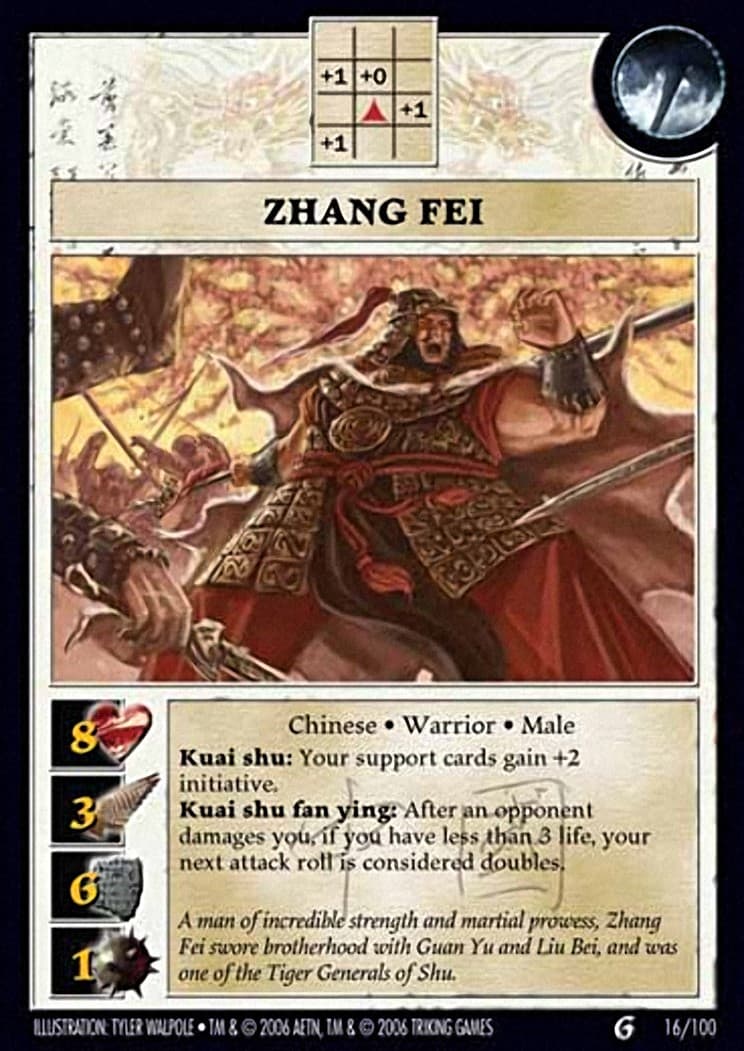 +1 +0
+1
+1
ZHANG FEI
8
3
6
1
Chinese • Warrior • Male
Kuai shu: Your support cards gain +2
initiative.
Kuai shu fan ying: After an opponent
damages you, if you have less than 3 life, your
next attack roll is considered doubles.
A man of incredible strength and martial prowess, Zhang
Fei swore brotherhood with Guan Yu and Liu Bei, and was
one of the Tiger Generals of Shu.
ILLUSTRATION: TYLER WALPOLE • TM & © 2006 AETN, TM & © 2006 TRIKING GAMES
G 16/100